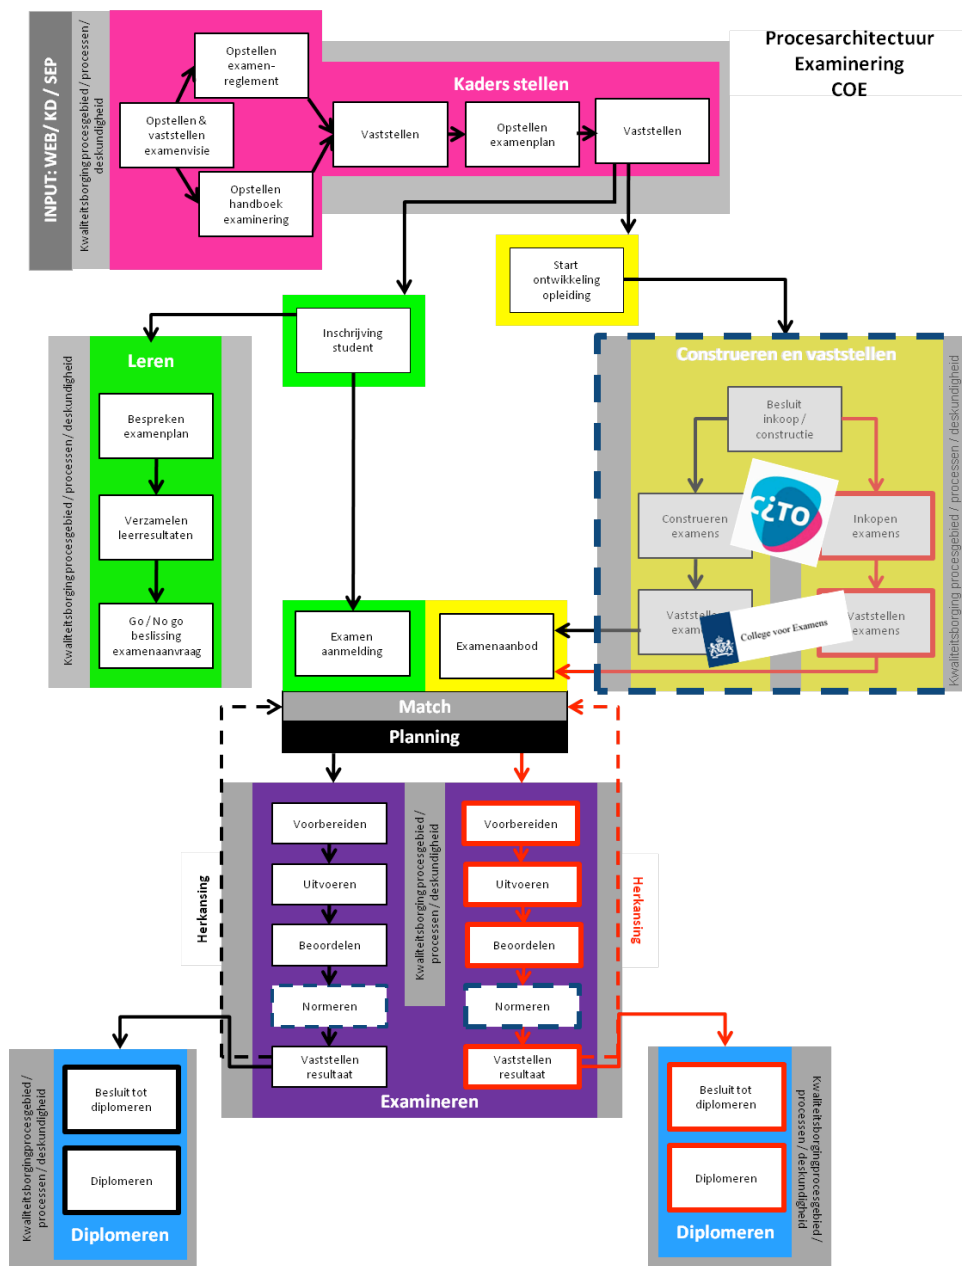 Procesarchitectuur
Examinering
COE
INPUT: WEB/ KD / SEP
Kwaliteitsborging procesgebied / processen /
deskundigheid
Opstellen
examen-
reglement
Kaders stellen
Opstellen &
vaststellen
examenvisie
Vaststellen
Opstellen
examenplan
Vaststellen
Opstellen
handboek
examinering
Start
ontwikkeling
opleiding
Inschrijving
student
Kwaliteitsborging procesgebied / processen / deskundigheid
Leren
Bespreken
examenplan
Verzamelen
leerresultaten
Go / No go
beslissing
examenaanvraag
Construeren en vaststellen
Besluit
inkoop /
constructie
Construeren
examens
CiTO
Inkopen
examens
Vaststellen
College voor Examens
Vaststellen
examens
Kwaliteitsborging procesgebied / processen / deskundigheid
Examen
aanmelding
Examenaanbod
Match
Planning
Herkansing
Voorbereiden
Uitvoeren
Beoordelen
Normeren
Vaststellen
resultaat
Kwaliteitsborging procesgebied /
processen / deskundigheid
Voorbereiden
Uitvoeren
Beoordelen
Normeren
Vaststellen
resultaat
Herkansing
Examineren
Kwaliteitsborging procesgebied /
processen / deskundigheid
Besluit tot
diplomeren
Diplomeren
Diplomeren
Besluit tot
diplomeren
Diplomeren
Diplomeren
Kwaliteitsborging procesgebied /
processen / deskundigheid